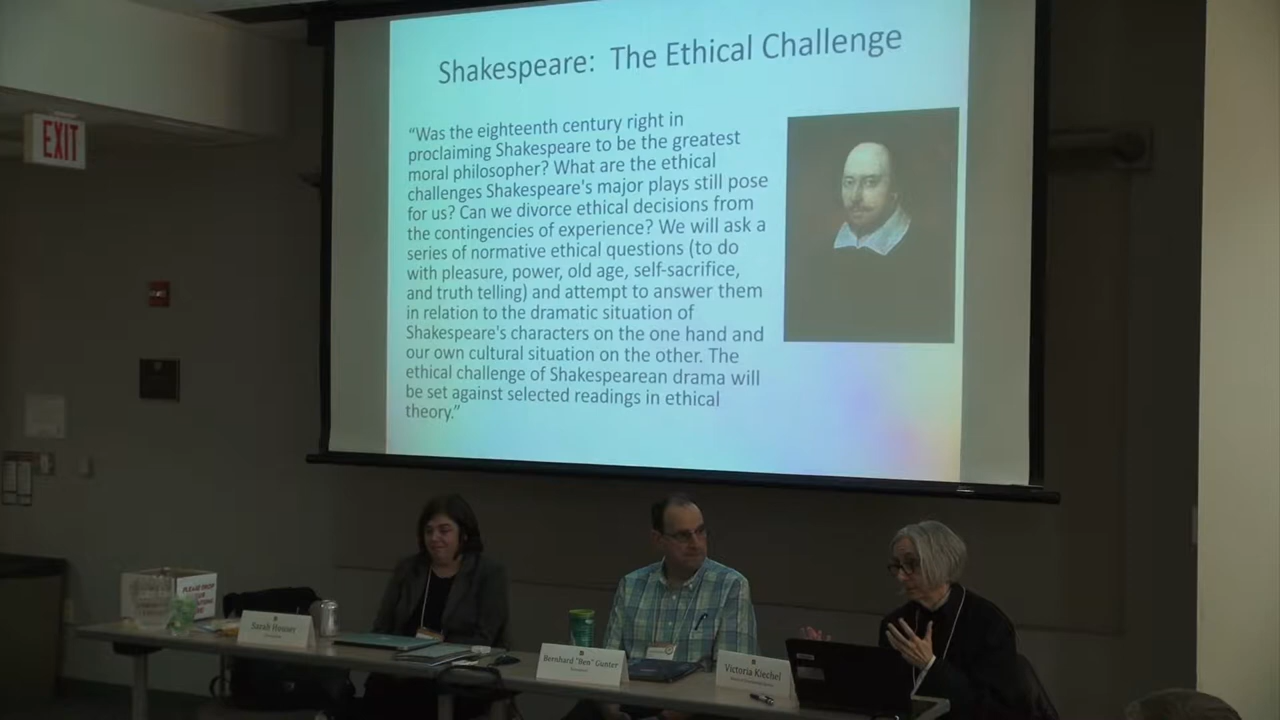 Shakespeare: The Ethical Challenge
“Was the eighteenth century right in
proclaiming Shakespeare to be the greatest
moral philosopher? What are the ethical
challenges Shakespeare's major plays still pose
for us? Can we divorce ethical decisions from
the contingencies of experience? We will ask a
series of normative ethical questions (to do
with pleasure, power, old age, self-sacrifice,
and truth telling) and attempt to answer them
in relation to the dramatic situation of
Shakespeare's characters on the one hand and
our own cultural situation on the other. The
ethical challenge of Shakespearean drama will
be set against selected readings in ethical
theory.”
EXIT
PLEASE DROP
Sarah Houser
Bernhard "Ben" Gunter
Victoria Kiechel